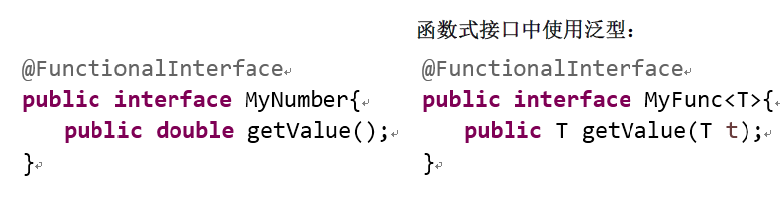 @FunctionalInterface
public interface MyNumber{
    public double getValue();
}
函数式接口中使用泛型：
@FunctionalInterface
public interface MyFunc<T>{
    public T getValue(T t);
}